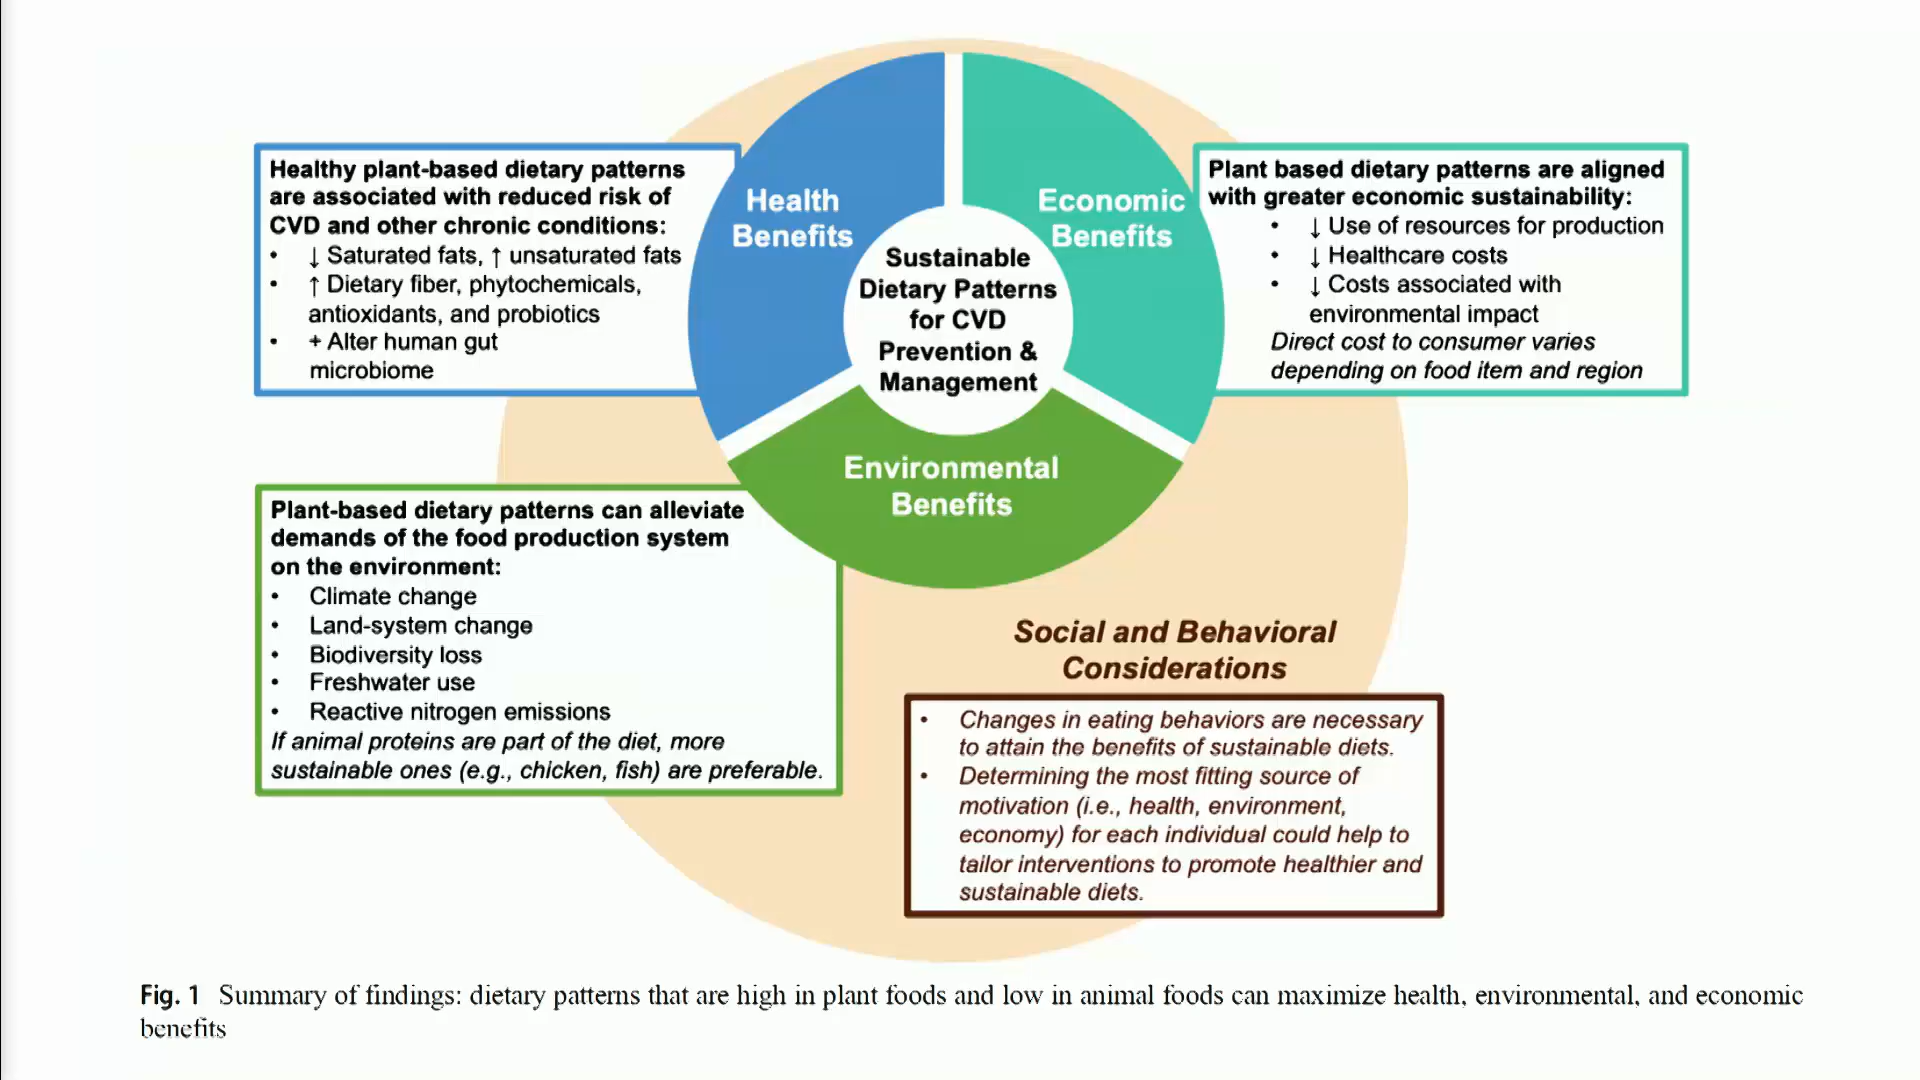 Healthy plant-based dietary patterns
are associated with reduced risk of
CVD and other chronic conditions:
• ↓ Saturated fats, ↑ unsaturated fats
• ↑ Dietary fiber, phytochemicals,
antioxidants, and probiotics
• + Alter human gut
microbiome
Health
Benefits
Economic
Benefits
Sustainable
Dietary Patterns
for CVD
Prevention &
Management
Plant based dietary patterns are aligned
with greater economic sustainability:
• ↓ Use of resources for production
• ↓ Healthcare costs
• ↓ Costs associated with
environmental impact
Direct cost to consumer varies
depending on food item and region
Environmental
Benefits
Plant-based dietary patterns can alleviate
demands of the food production system
on the environment:
• Climate change
• Land-system change
• Biodiversity loss
• Freshwater use
• Reactive nitrogen emissions
If animal proteins are part of the diet, more
sustainable ones (e.g., chicken, fish) are preferable.
Social and Behavioral
Considerations
• Changes in eating behaviors are necessary
to attain the benefits of sustainable diets.
• Determining the most fitting source of
motivation (i.e., health, environment,
economy) for each individual could help to
tailor interventions to promote healthier and
sustainable diets.
Fig. 1 Summary of findings: dietary patterns that are high in plant foods and low in animal foods can maximize health, environmental, and economic
benefits